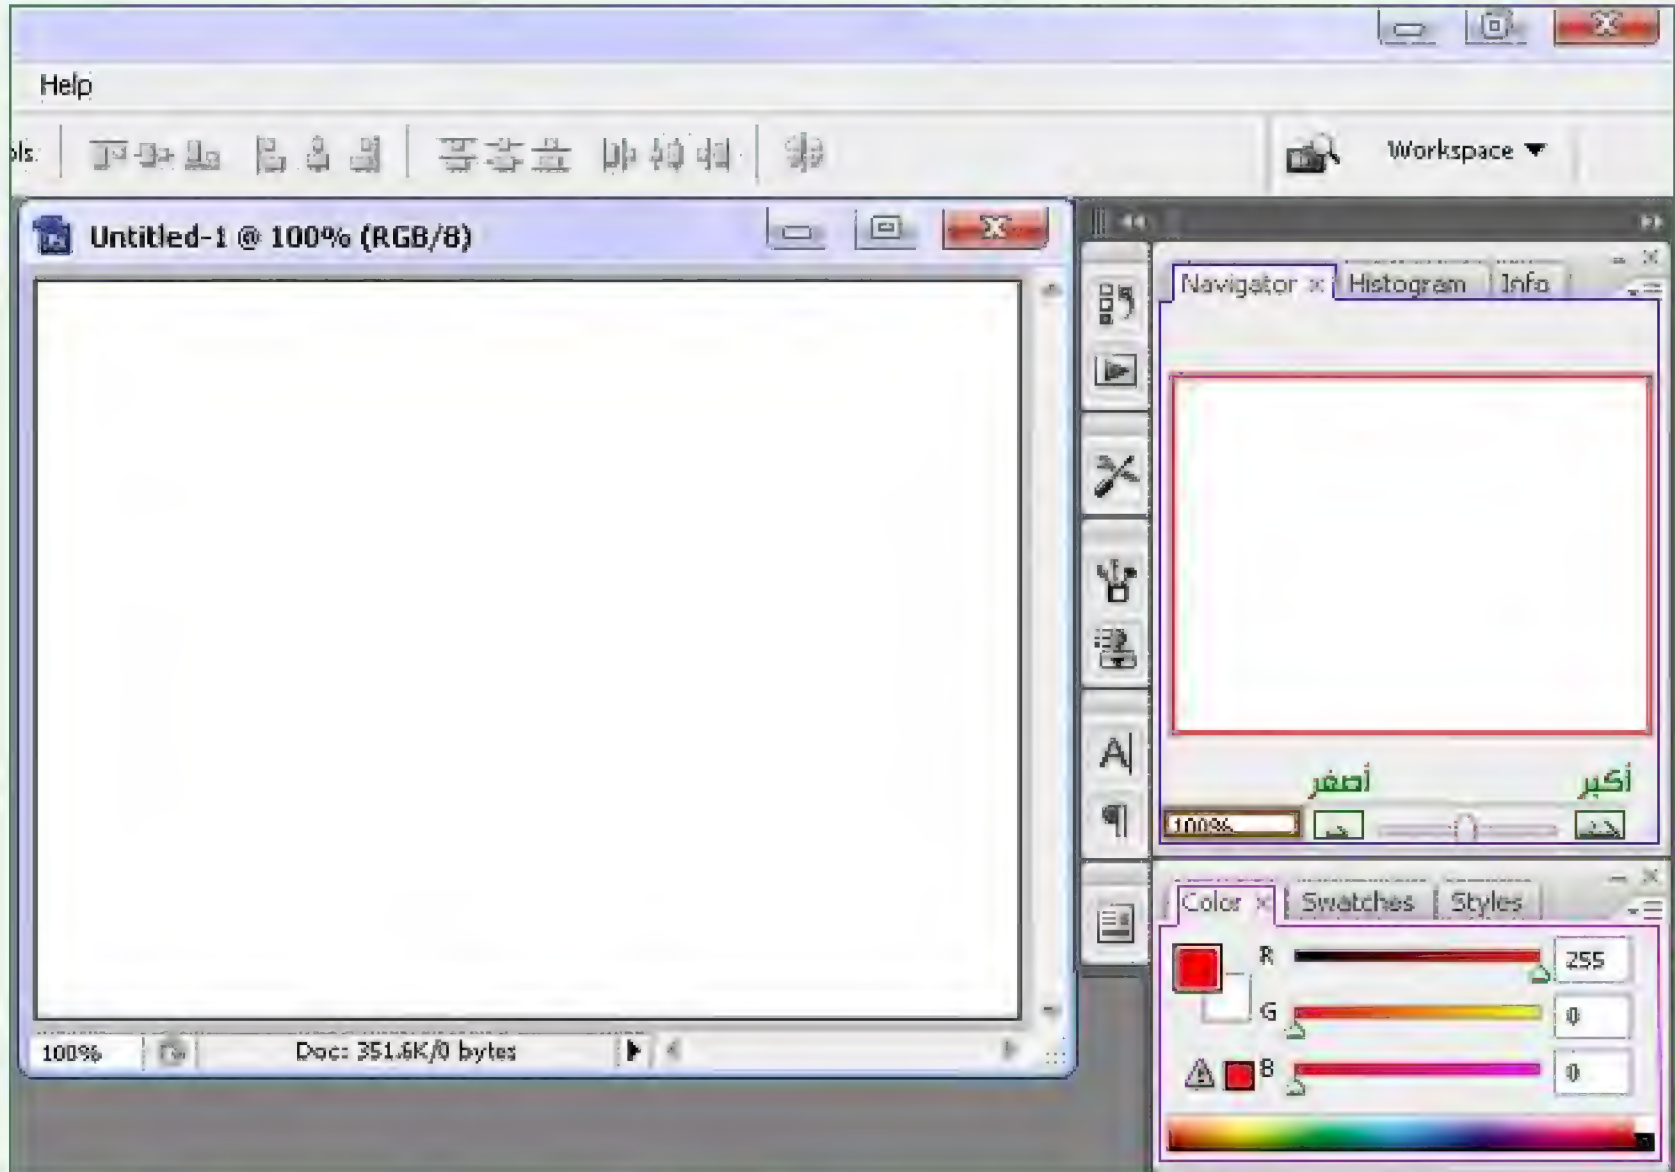 Help
ols:
Workspace
Untitled-1 @ 100% (RGB/8)
Navigator x Histogram Info
أصغر أكبر
100%
Color x Swatches Styles
R 255
G 0
B 0
100% Doc: 351.6K/0 bytes